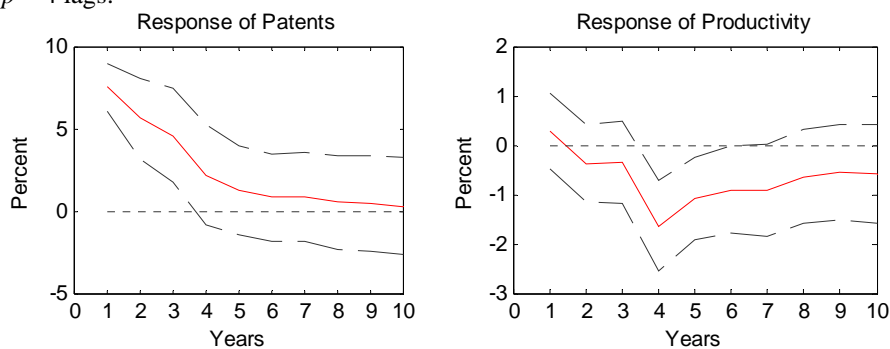 lags.
Response of Patents
10
5
0
-5
Percent
0 1 2 3 4 5 6 7 8 9 10
Years
Response of Productivity
2
1
0
-1
-2
-3
Percent
0 1 2 3 4 5 6 7 8 9 10
Years